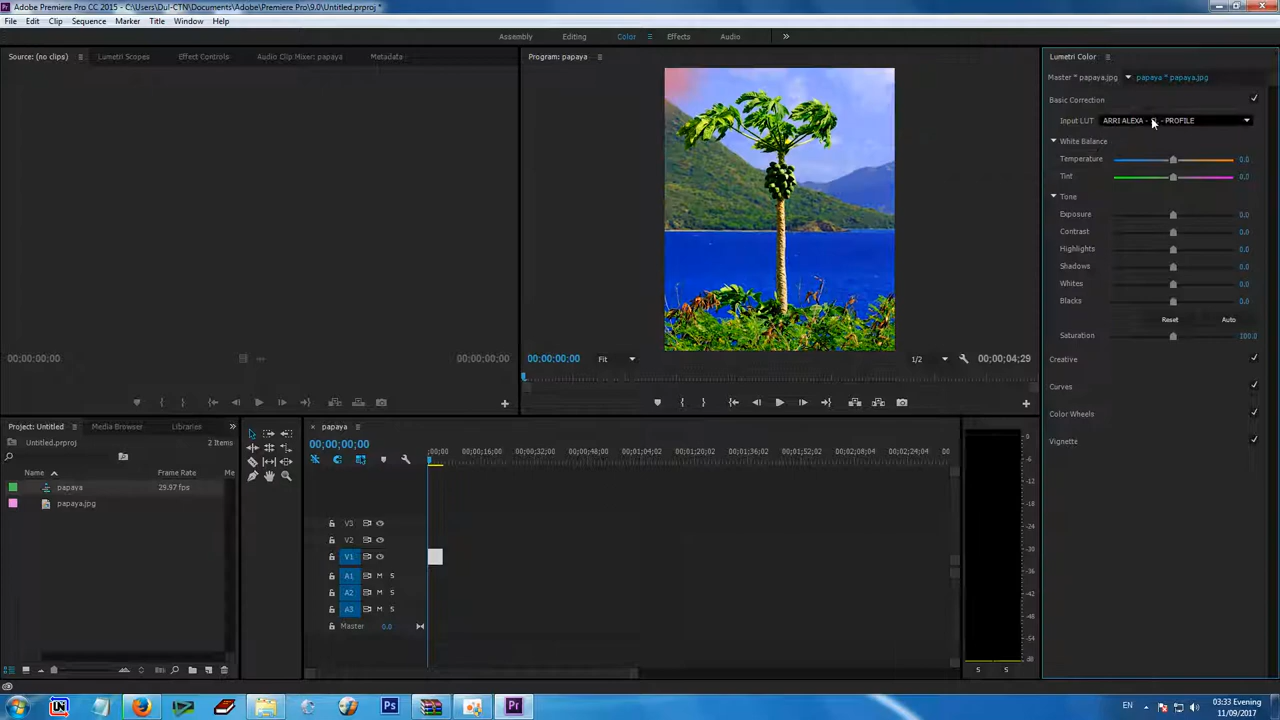 Adobe Premiere Pro CC 2015 - C:\Users\Dul-CTN\Documents\Adobe\Premiere Pro\9.0\Untitled.prproj *
File Edit Clip Sequence Marker Title Window Help
Assembly Editing Color Effects Audio
Source: (no clips) Lumetri Scopes Effect Controls Audio Clip Mixer: papaya Metadata
Program: papaya
Lumetri Color
Master * papaya.jpg papaya * papaya.jpg
Basic Correction
Input LUT ARRI ALEXA - - PROFILE
White Balance
Temperature 0.0
Tint 0.0
Tone
Exposure 0.0
Contrast 0.0
Highlights 0.0
Shadows 0.0
Whites 0.0
Blacks 0.0
Reset Auto
Saturation 100.0
Creative
Curves
Color Wheels
Vignette
00;00;00;00 00;00;00;00
00;00;00;00 Fit 1/2 00;00;04;29
Project: Untitled Media Browser Libraries
Untitled.prproj 2 Items
Name Frame Rate Me
papaya 29.97 fps
papaya.jpg
papaya
00;00;00;00
;00;00 00;00;16;00 00;00;32;00 00;00;48;00 00;01;04;02 00;01;20;02 00;01;36;02 00;01;52;02 00;02;08;04 00;02;24;04 00
V3
V2
V1
A1 M S
A2 M S
A3 M S
Master 0.0
S S
EN 03:33 Evening
11/09/2017